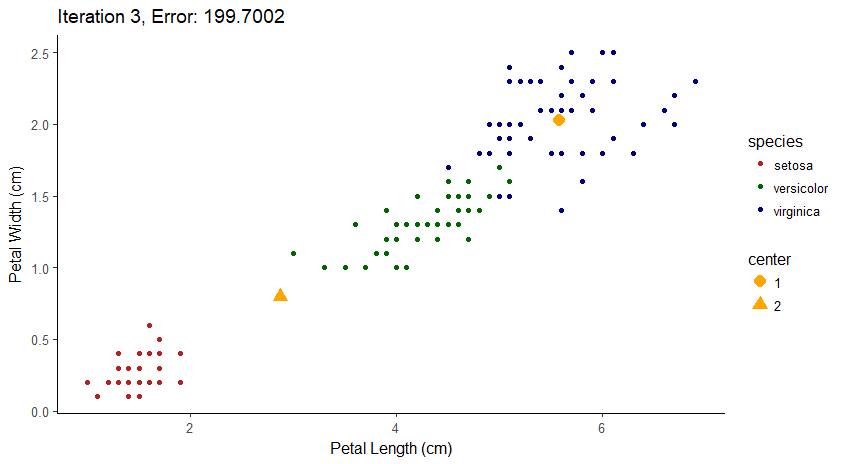 Iteration 3, Error: 199.7002
2.5
2.0
1.5
1.0
0.5
0.0
Petal Width (cm)
2
4
6
Petal Length (cm)
species
setosa
versicolor
virginica
center
1
2